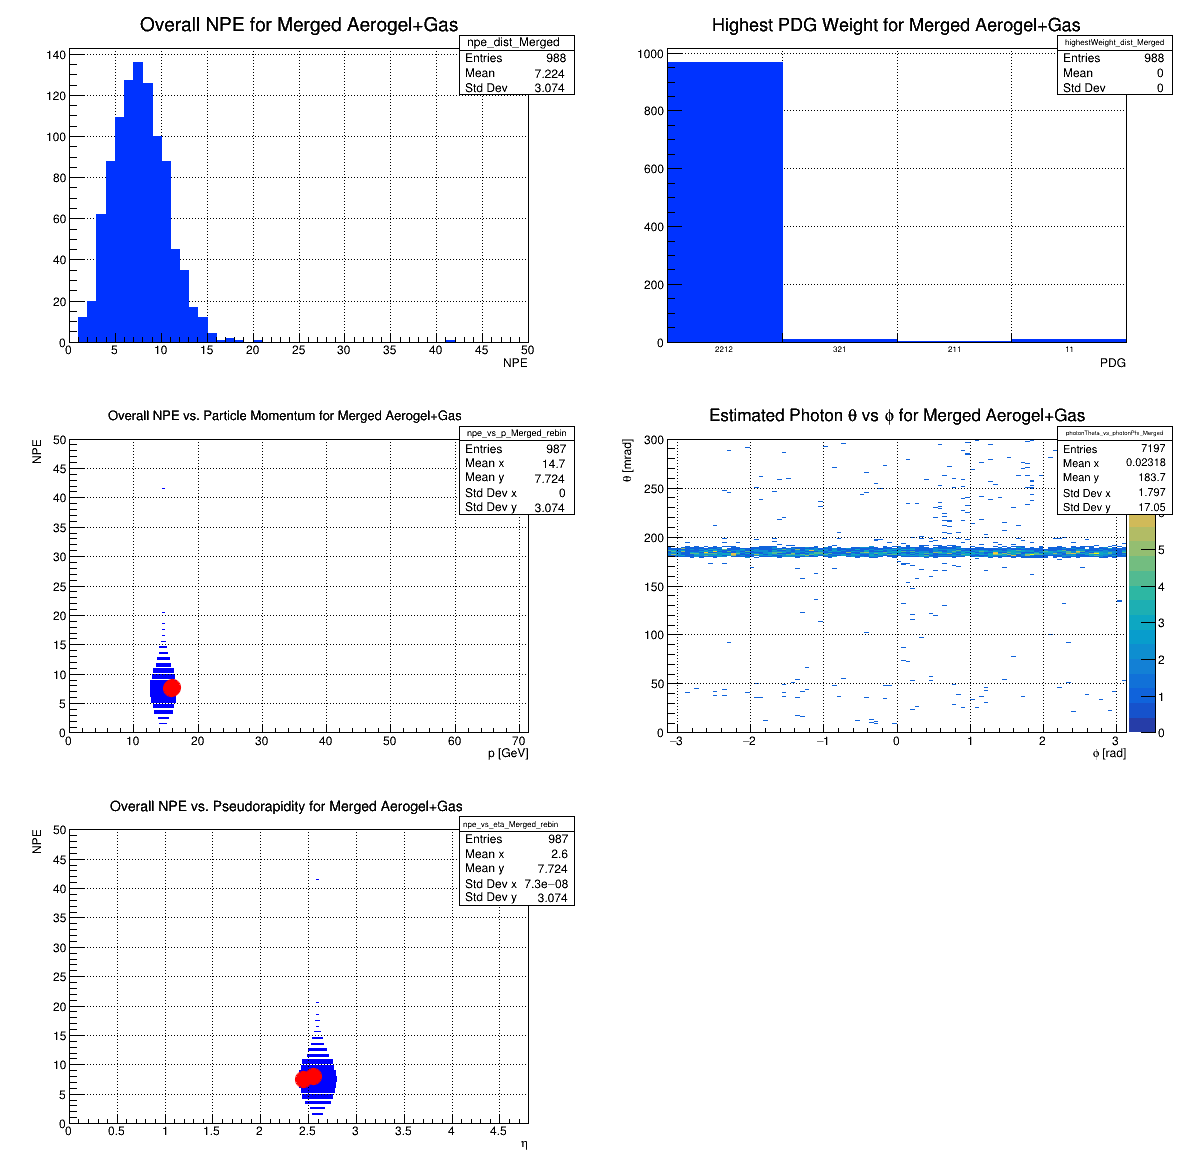 Overall NPE for Merged Aerogel+Gas
npe_dist_Merged
Entries 988
Mean 7.224
Std Dev 3.074
140
120
100
80
60
40
20
0
0 5 10 15 20 25 30 35 40 45 50
NPE
Highest PDG Weight for Merged Aerogel+Gas
highestWeight_dist_Merged
Entries 988
Mean 0
Std Dev 0
1000
800
600
400
200
0
2212 321 211 11
PDG
Overall NPE vs. Particle Momentum for Merged Aerogel+Gas
npe_vs_p_Merged_rebin
Entries 987
Mean x 14.7
Mean y 7.724
Std Dev x 0
Std Dev y 3.074
NPE
50
45
40
35
30
25
20
15
10
5
0
0 10 20 30 40 50 60 70
p [GeV]
Estimated Photon θ vs ϕ for Merged Aerogel+Gas
photonTheta_vs_photonPhi_Merged
Entries 7197
Mean x 0.02318
Mean y 183.7
Std Dev x 1.797
Std Dev y 17.05
θ [mrad]
300
250
200
150
100
50
0
−3 −2 −1 0 1 2 3
ϕ [rad]
5
4
3
2
1
0
Overall NPE vs. Pseudorapidity for Merged Aerogel+Gas
npe_vs_eta_Merged_rebin
Entries 987
Mean x 2.6
Mean y 7.724
Std Dev x 7.3e−08
Std Dev y 3.074
NPE
50
45
40
35
30
25
20
15
10
5
0
0 0.5 1 1.5 2 2.5 3 3.5 4 4.5
η